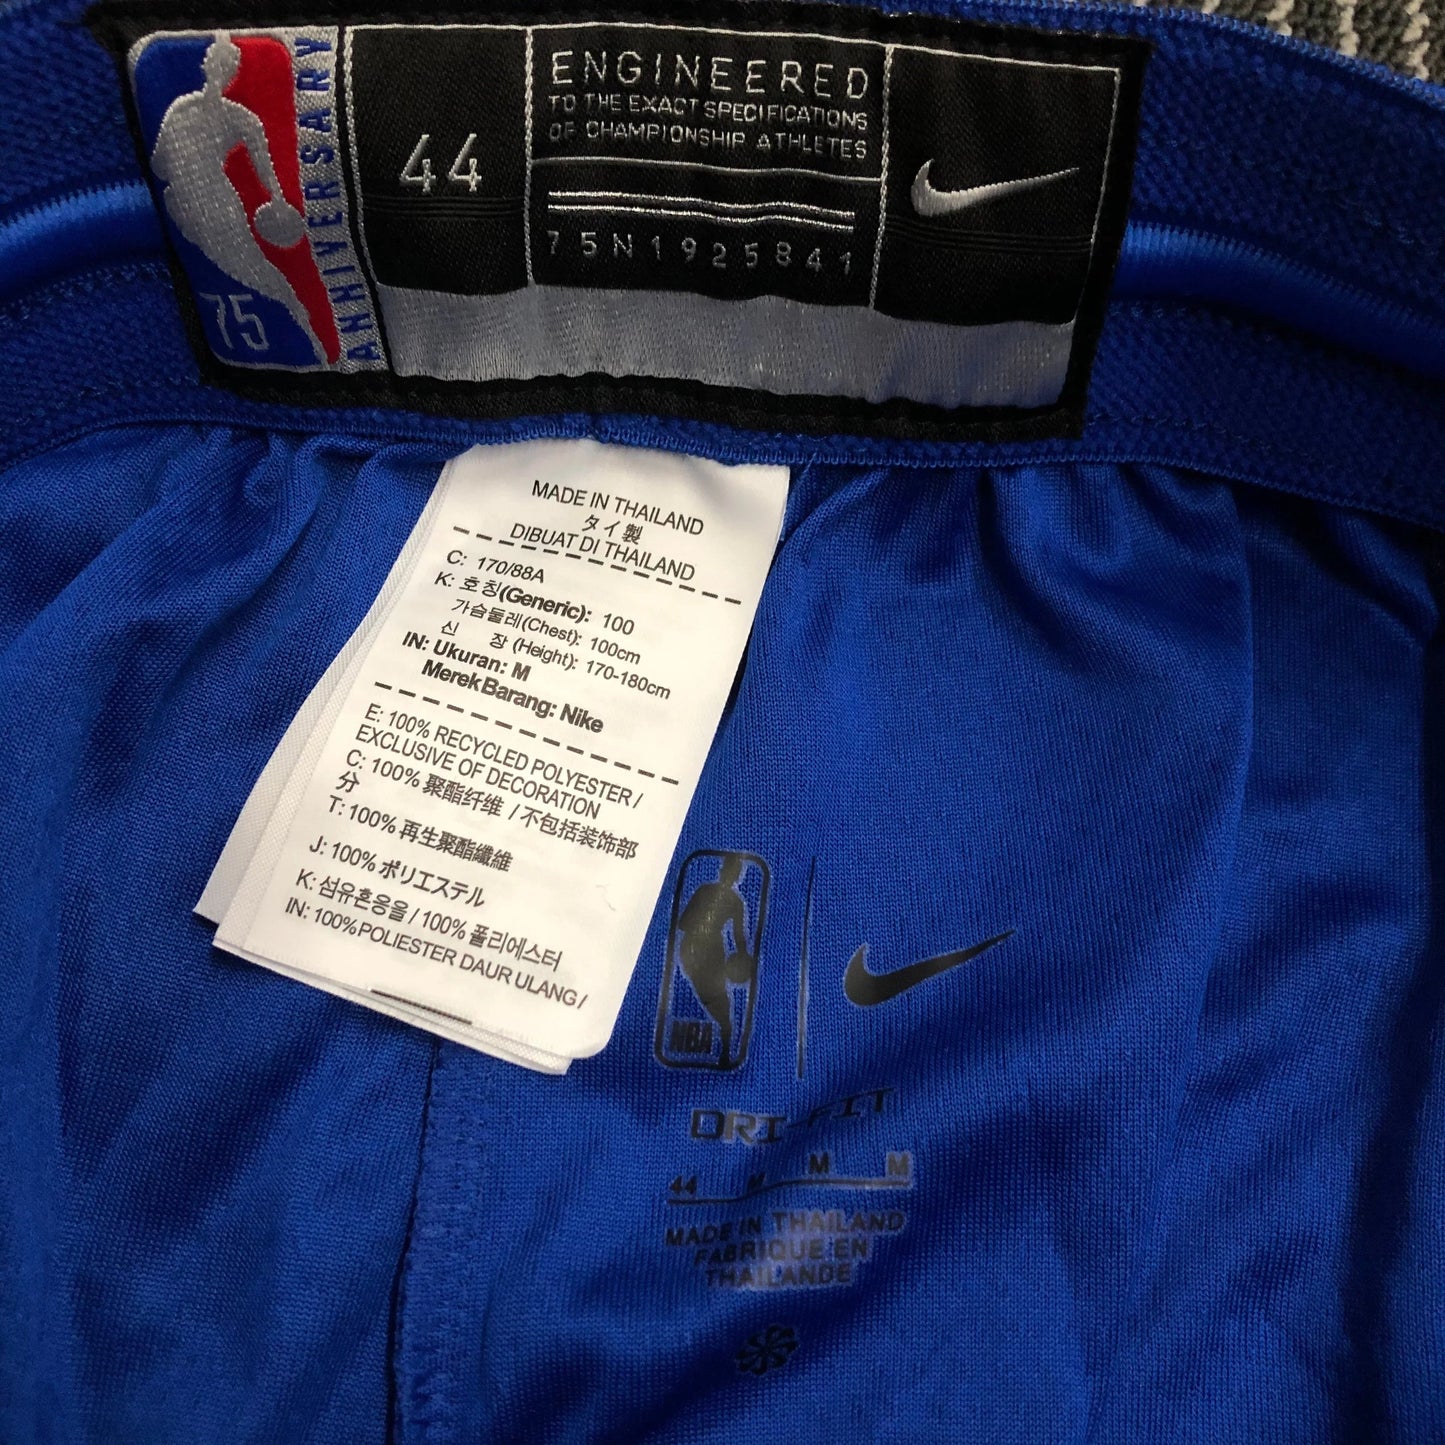 75
ANNIVERSARY
44
ENGINEERED
TO THE EXACT SPECIFICATIONS
OF CHAMPIONSHIP ATHLETES
75N1925841
MADE IN THAILAND
タイ製
DIBUAT DI THAILAND
C: 170/88A
K: 호칭(Generic): 100
가슴둘레(Chest): 100cm
신 장 (Height): 170-180cm
IN: Ukuran: M
Merek Barang: Nike
E: 100% RECYCLED POLYESTER /
EXCLUSIVE OF DECORATION
C: 100% 聚酯纤维 / 不包括装饰部
分
T: 100% 再生聚酯纖維
J: 100% ポリエステル
K: 섬유혼용율 / 100% 폴리에스터
IN: 100% POLIESTER DAUR ULANG /
NBA
DRI-FIT
44 M M M
MADE IN THAILAND
FABRIQUE EN
THAILANDE